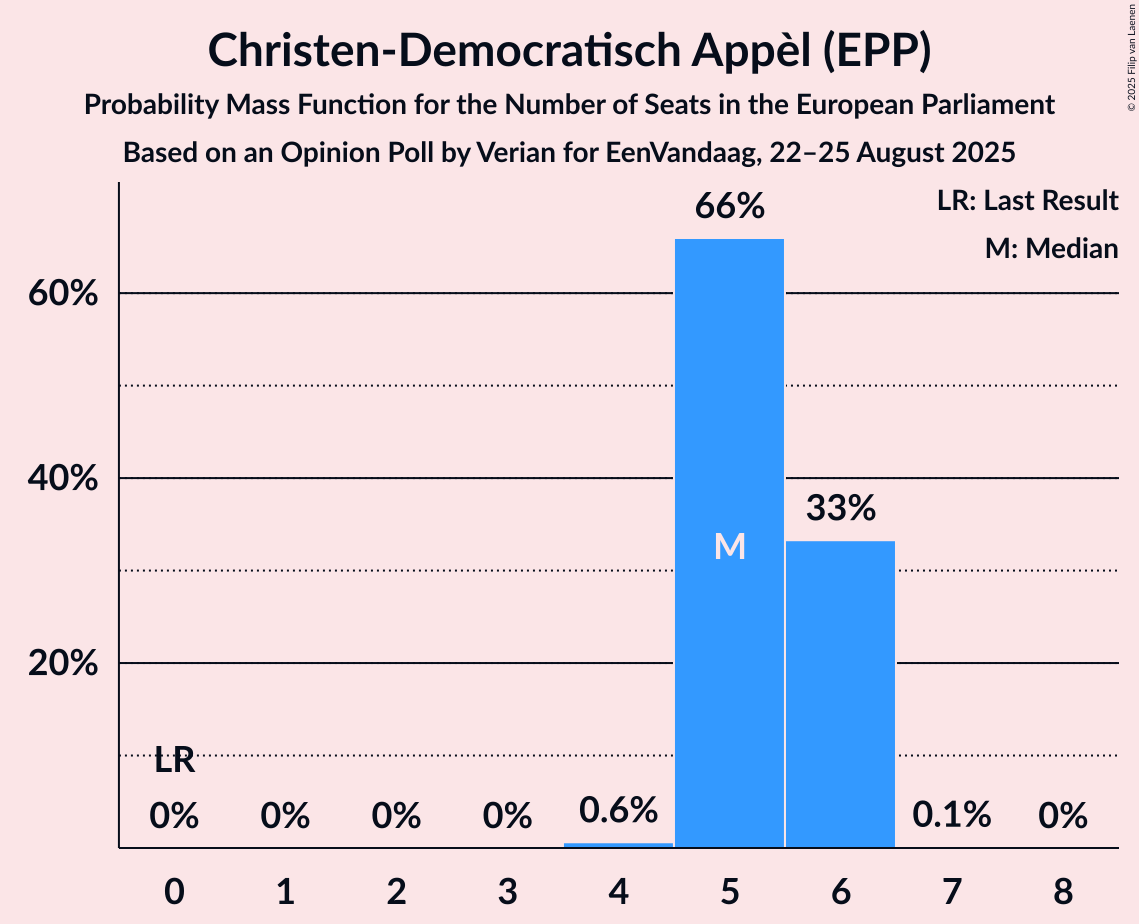 Christen-Democratisch Appèl (EPP)
Probability Mass Function for the Number of Seats in the European Parliament
Based on an Opinion Poll by Verian for EenVandaag, 22–25 August 2025
© 2025 Filip van Laenen
LR: Last Result
M: Median
66%
60%
40%
33%
M
20%
LR
0%
0%
0%
0%
0.6%
0.1%
0%
0
1
2
3
4
5
6
7
8